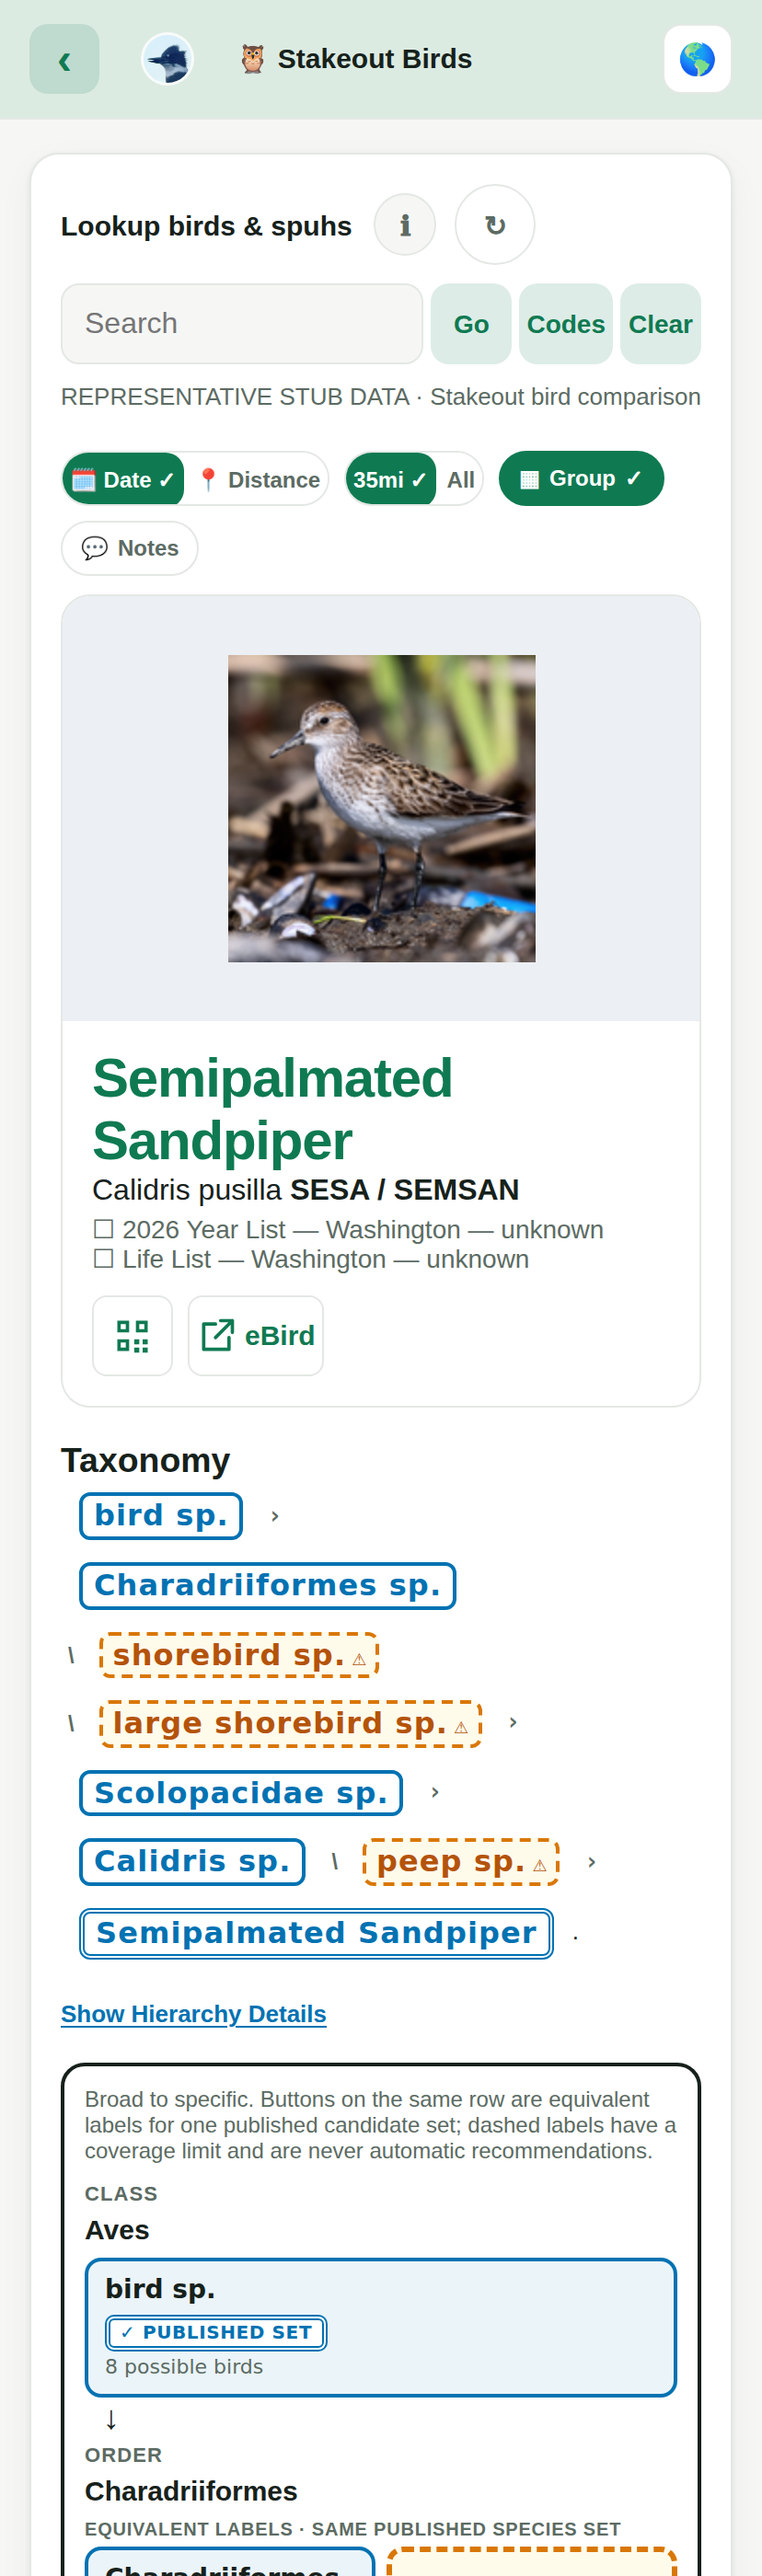 ‹ 🦉 Stakeout Birds 🌎
Lookup birds & spuhs ℹ ↻
Search Go Codes Clear
REPRESENTATIVE STUB DATA · Stakeout bird comparison
🗓️ Date ✓ 📍 Distance 35mi ✓ All ▦ Group ✓
💬 Notes
Semipalmated
Sandpiper
Calidris pusilla SESA / SEMSAN
☐ 2026 Year List — Washington — unknown
☐ Life List — Washington — unknown
eBird
Taxonomy
bird sp. ›
Charadriiformes sp.
\ shorebird sp. ⚠
\ large shorebird sp. ⚠ ›
Scolopacidae sp. ›
Calidris sp. \ peep sp. ⚠ ›
Semipalmated Sandpiper .
Show Hierarchy Details
Broad to specific. Buttons on the same row are equivalent
labels for one published candidate set; dashed labels have a
coverage limit and are never automatic recommendations.
CLASS
Aves
bird sp.
✓ PUBLISHED SET
8 possible birds
↓
ORDER
Charadriiformes
EQUIVALENT LABELS · SAME PUBLISHED SPECIES SET
Charadriiformes